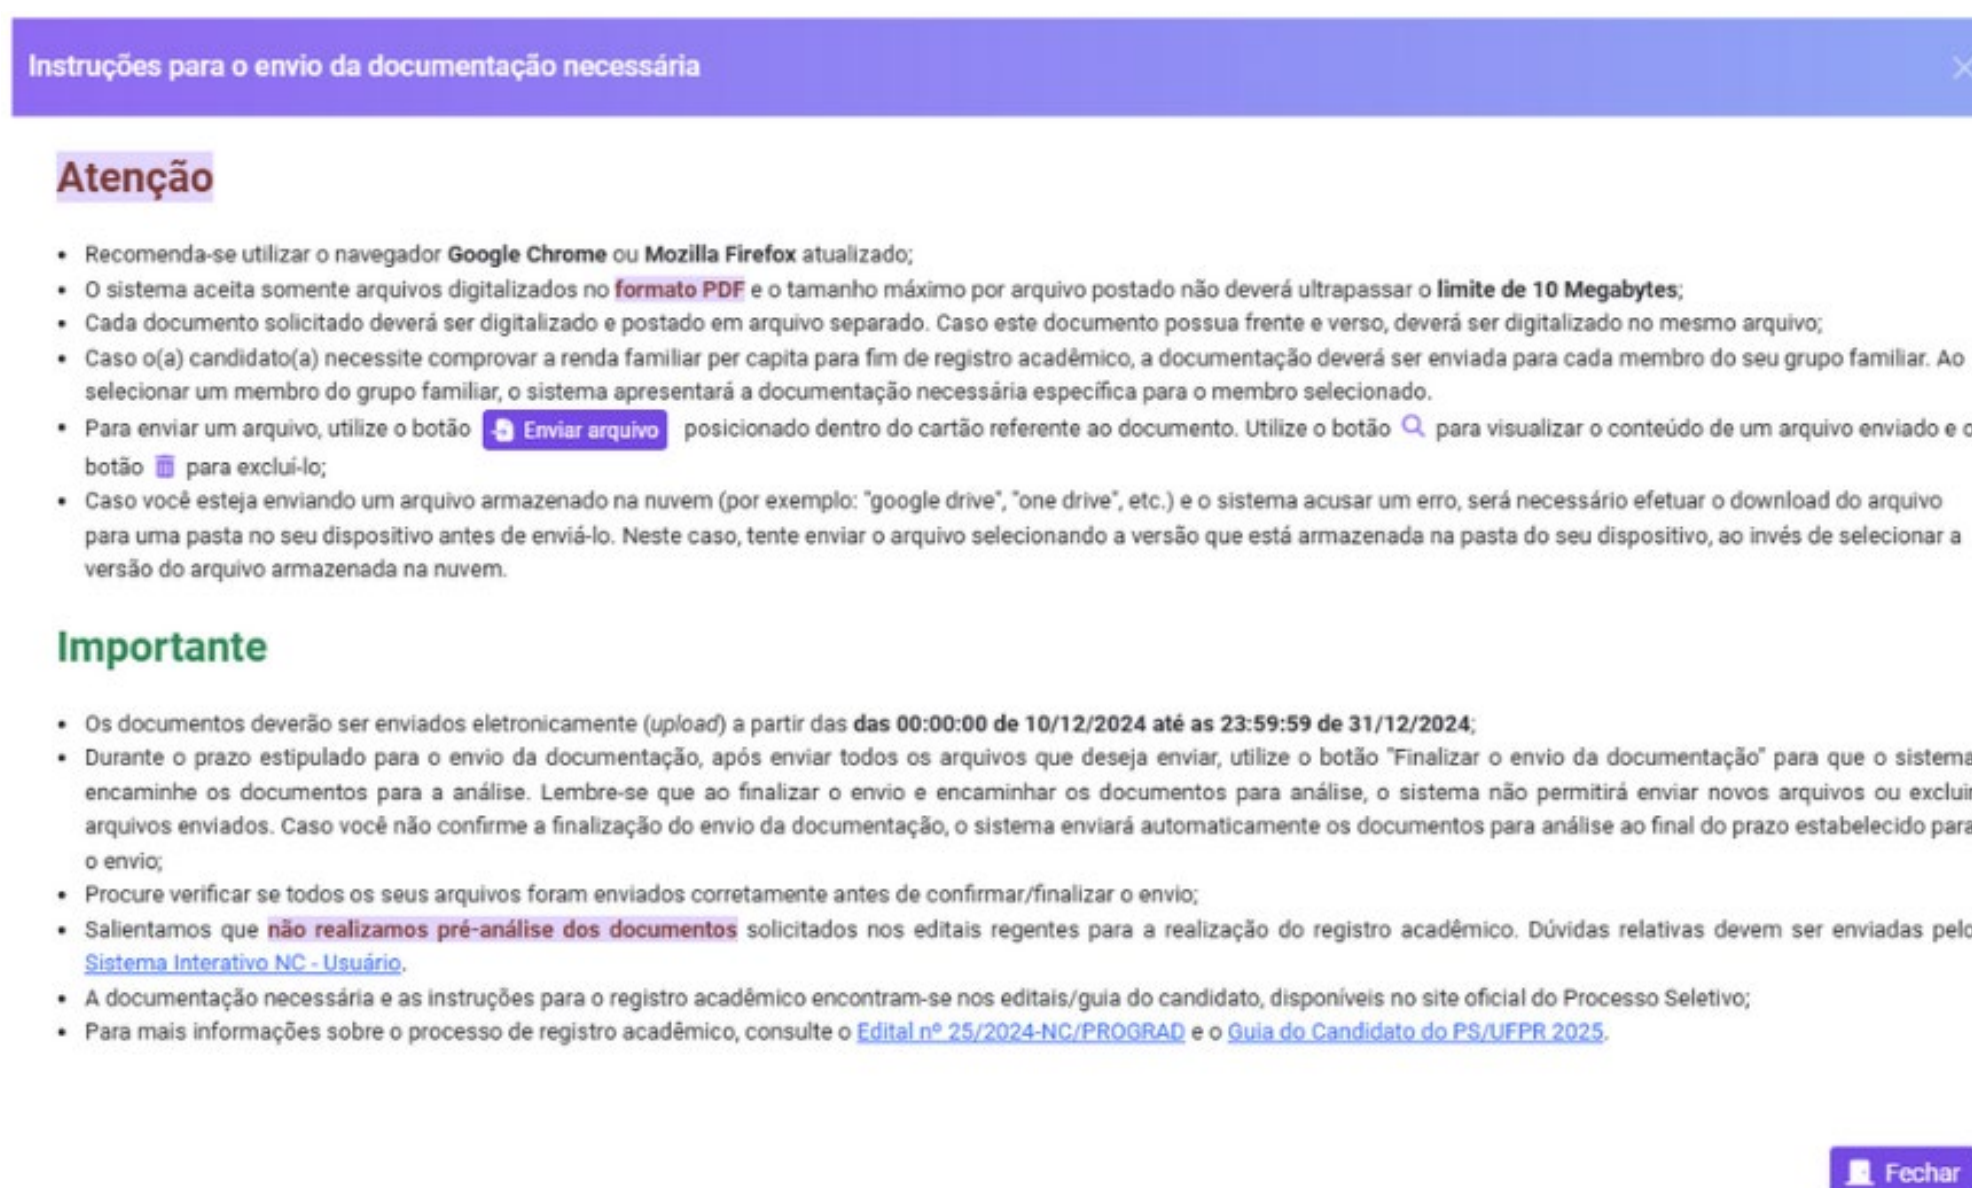 Instruções para o envio da documentação necessária
Atenção
• Recomenda-se utilizar o navegador Google Chrome ou Mozilla Firefox atualizado;
• O sistema aceita somente arquivos digitalizados no formato PDF e o tamanho máximo por arquivo postado não deverá ultrapassar o limite de 10 Megabytes;
• Cada documento solicitado deverá ser digitalizado e postado em arquivo separado. Caso este documento possua frente e verso, deverá ser digitalizado no mesmo arquivo;
• Caso o(a) candidato(a) necessite comprovar a renda familiar per capita para fim de registro acadêmico, a documentação deverá ser enviada para cada membro do seu grupo familiar. Ao
selecionar um membro do grupo familiar, o sistema apresentará a documentação necessária específica para o membro selecionado.
• Para enviar um arquivo, utilize o botão Enviar arquivo posicionado dentro do cartão referente ao documento. Utilize o botão para visualizar o conteúdo de um arquivo enviado e o
botão para excluí-lo;
• Caso você esteja enviando um arquivo armazenado na nuvem (por exemplo: "google drive", "one drive", etc.) e o sistema acusar um erro, será necessário efetuar o download do arquivo
para uma pasta no seu dispositivo antes de enviá-lo. Neste caso, tente enviar o arquivo selecionando a versão que está armazenada na pasta do seu dispositivo, ao invés de selecionar a
versão do arquivo armazenada na nuvem.
Importante
• Os documentos deverão ser enviados eletronicamente (upload) a partir das das 00:00:00 de 10/12/2024 até as 23:59:59 de 31/12/2024;
• Durante o prazo estipulado para o envio da documentação, após enviar todos os arquivos que deseja enviar, utilize o botão "Finalizar o envio da documentação" para que o sistema
encaminhe os documentos para a análise. Lembre-se que ao finalizar o envio e encaminhar os documentos para análise, o sistema não permitirá enviar novos arquivos ou excluir
arquivos enviados. Caso você não confirme a finalização do envio da documentação, o sistema enviará automaticamente os documentos para análise ao final do prazo estabelecido para
o envio;
• Procure verificar se todos os seus arquivos foram enviados corretamente antes de confirmar/finalizar o envio;
• Salientamos que não realizamos pré-análise dos documentos solicitados nos editais regentes para a realização do registro acadêmico. Dúvidas relativas devem ser enviadas pelo
Sistema Interativo NC - Usuário.
• A documentação necessária e as instruções para o registro acadêmico encontram-se nos editais/guia do candidato, disponíveis no site oficial do Processo Seletivo;
• Para mais informações sobre o processo de registro acadêmico, consulte o Edital nº 25/2024-NC/PROGRAD e o Guia do Candidato do PS/UFPR 2025.
Fechar